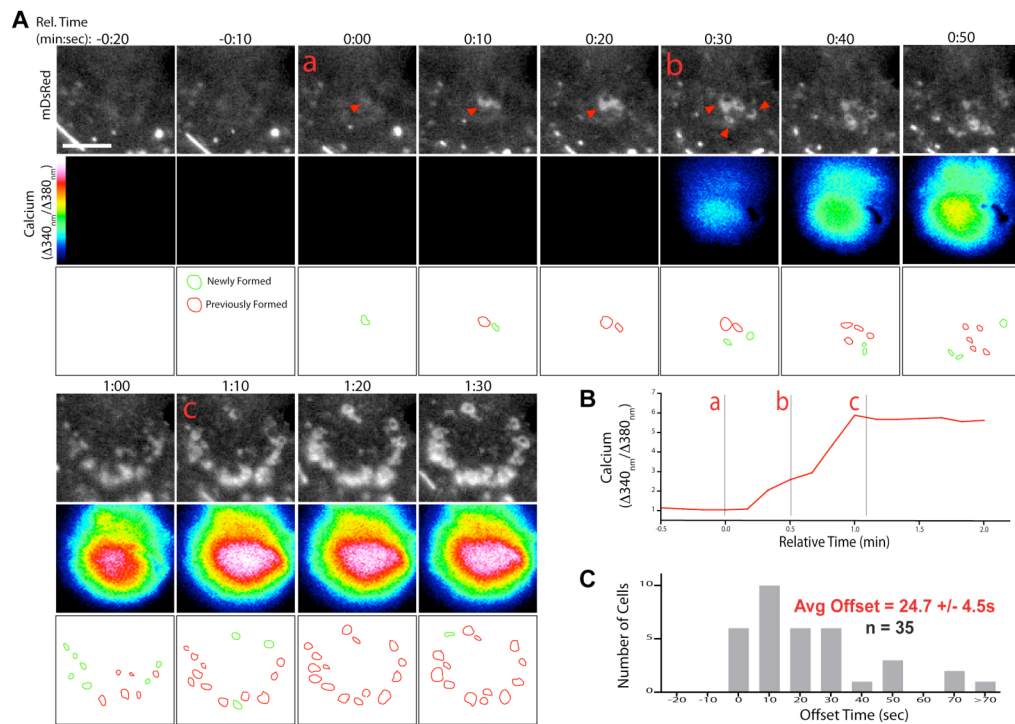 A
Rel. Time
(min:sec): -0:20 -0:10 0:00 0:10 0:20 0:30 0:40 0:50
mDsRed
a
b
Calcium
(Δ340nm/Δ380nm)
Newly Formed
Previously Formed
1:00 1:10 1:20 1:30
c
B
a b c
Calcium
(Δ340nm/Δ380nm)
7
6
5
4
3
2
1
-0.5 0.0 0.5 1.0 1.5 2.0
Relative Time (min)
C
Number of Cells
10
5
0
Avg Offset = 24.7 +/- 4.5s
n = 35
-20 -10 0 10 20 30 40 50 60 70 >70
Offset Time (sec)